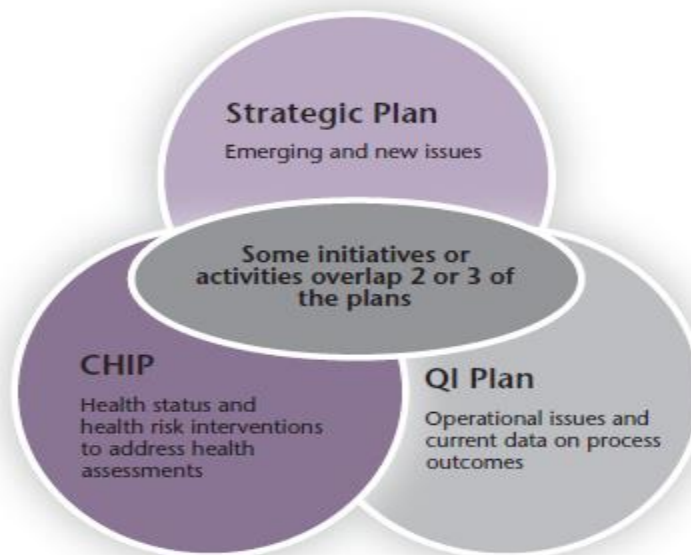 Strategic Plan
Emerging and new issues
Some initiatives or
activities overlap 2 or 3 of
the plans
CHIP
Health status and
health risk interventions
to address health
assessments
QI Plan
Operational issues and
current data on process
outcomes